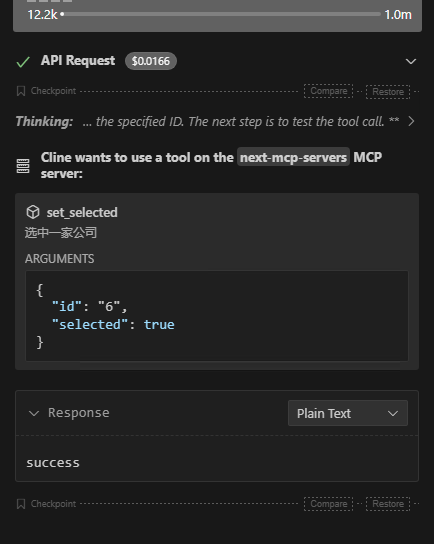 12.2k 1.0m
API Request $0.0166
Checkpoint Compare Restore
Thinking: ... the specified ID. The next step is to test the tool call. **
Cline wants to use a tool on the next-mcp-servers MCP
server:
set_selected
选中一家公司
ARGUMENTS
{
"id": "6",
"selected": true
}
Response Plain Text
success
Checkpoint Compare Restore